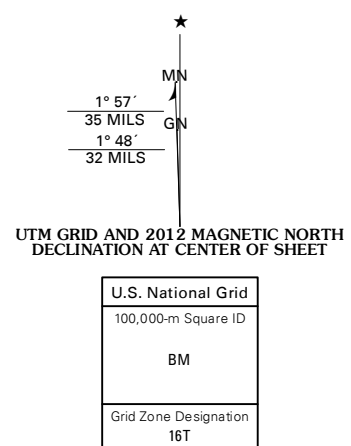 ★
MN
1° 57´
35 MILS
GN
1° 48´
32 MILS
UTM GRID AND 2012 MAGNETIC NORTH
DECLINATION AT CENTER OF SHEET
U.S. National Grid
100,000-m Square ID
BM
Grid Zone Designation
16T